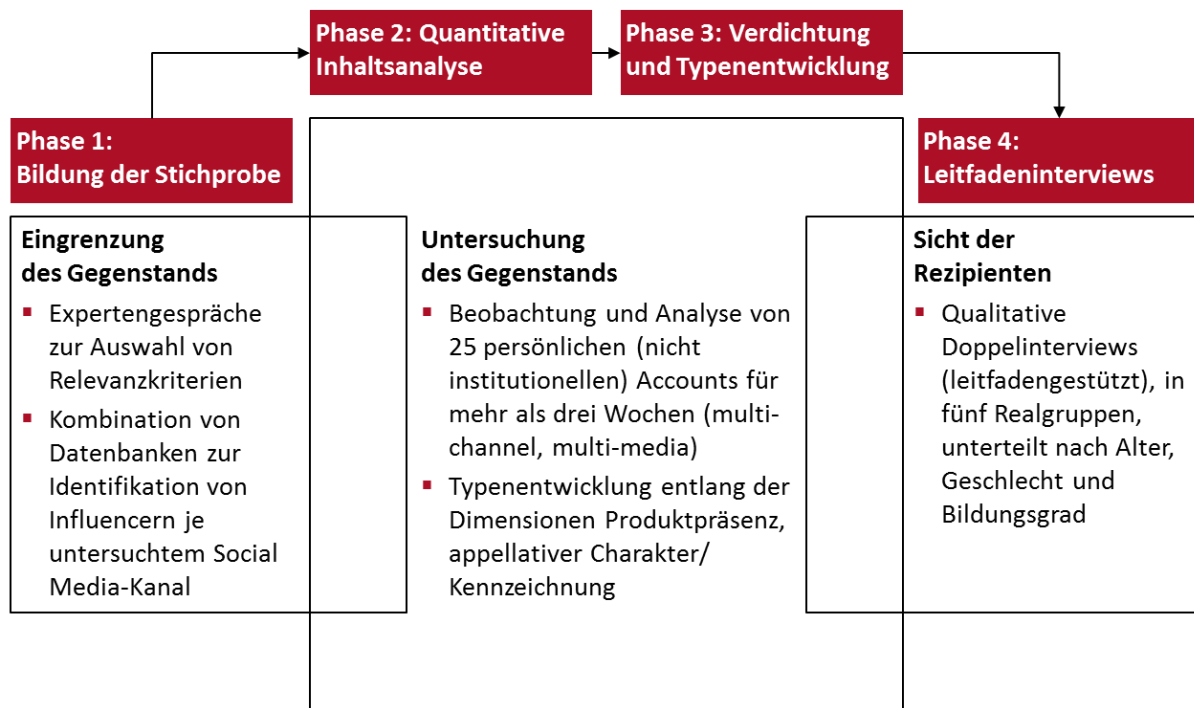 Phase 2: Quantitative
Inhaltsanalyse
Phase 3: Verdichtung
und Typenentwicklung
Phase 1:
Bildung der Stichprobe
Phase 4:
Leitfadeninterviews
Eingrenzung
des Gegenstands
▪ Expertengespräche
zur Auswahl von
Relevanzkriterien
▪ Kombination von
Datenbanken zur
Identifikation von
Influencern je
untersuchtem Social
Media-Kanal
Untersuchung
des Gegenstands
▪ Beobachtung und Analyse von
25 persönlichen (nicht
institutionellen) Accounts für
mehr als drei Wochen (multi-
channel, multi-media)
▪ Typenentwicklung entlang der
Dimensionen Produktpräsenz,
appellativer Charakter/
Kennzeichnung
Sicht der
Rezipienten
▪ Qualitative
Doppelinterviews
(leitfadengestützt), in
fünf Realgruppen,
unterteilt nach Alter,
Geschlecht und
Bildungsgrad